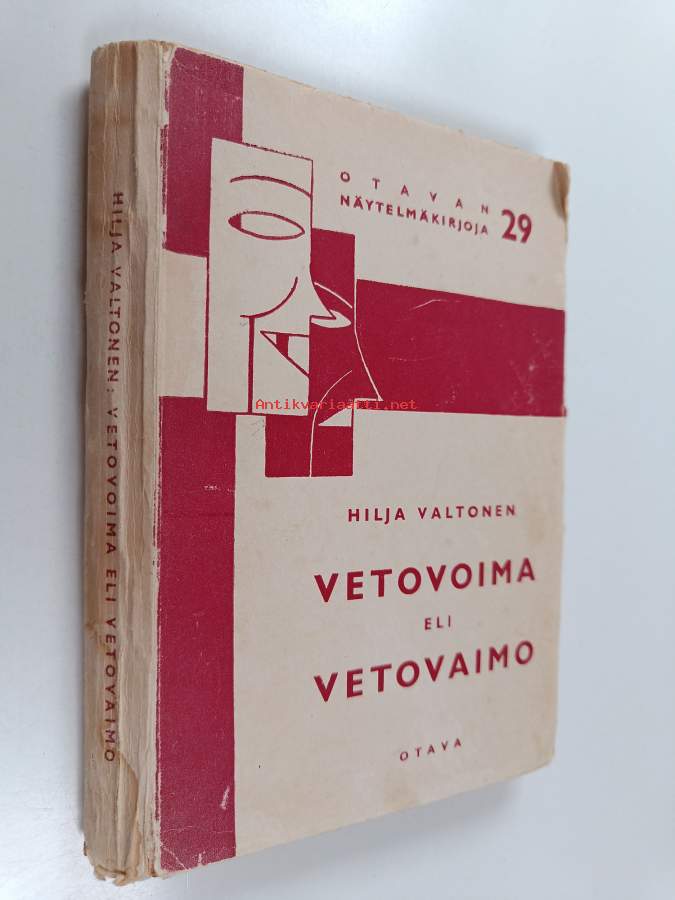 OTAVAN
NÄYTELMÄKIRJOJA 29
HILJA VALTONEN
VETOVOIMA
ELI
VETOVAIMO
OTAVA
HILJA VALTONEN: VETOVOIMA ELI VETOVAIMO
Antikvariaatti.net